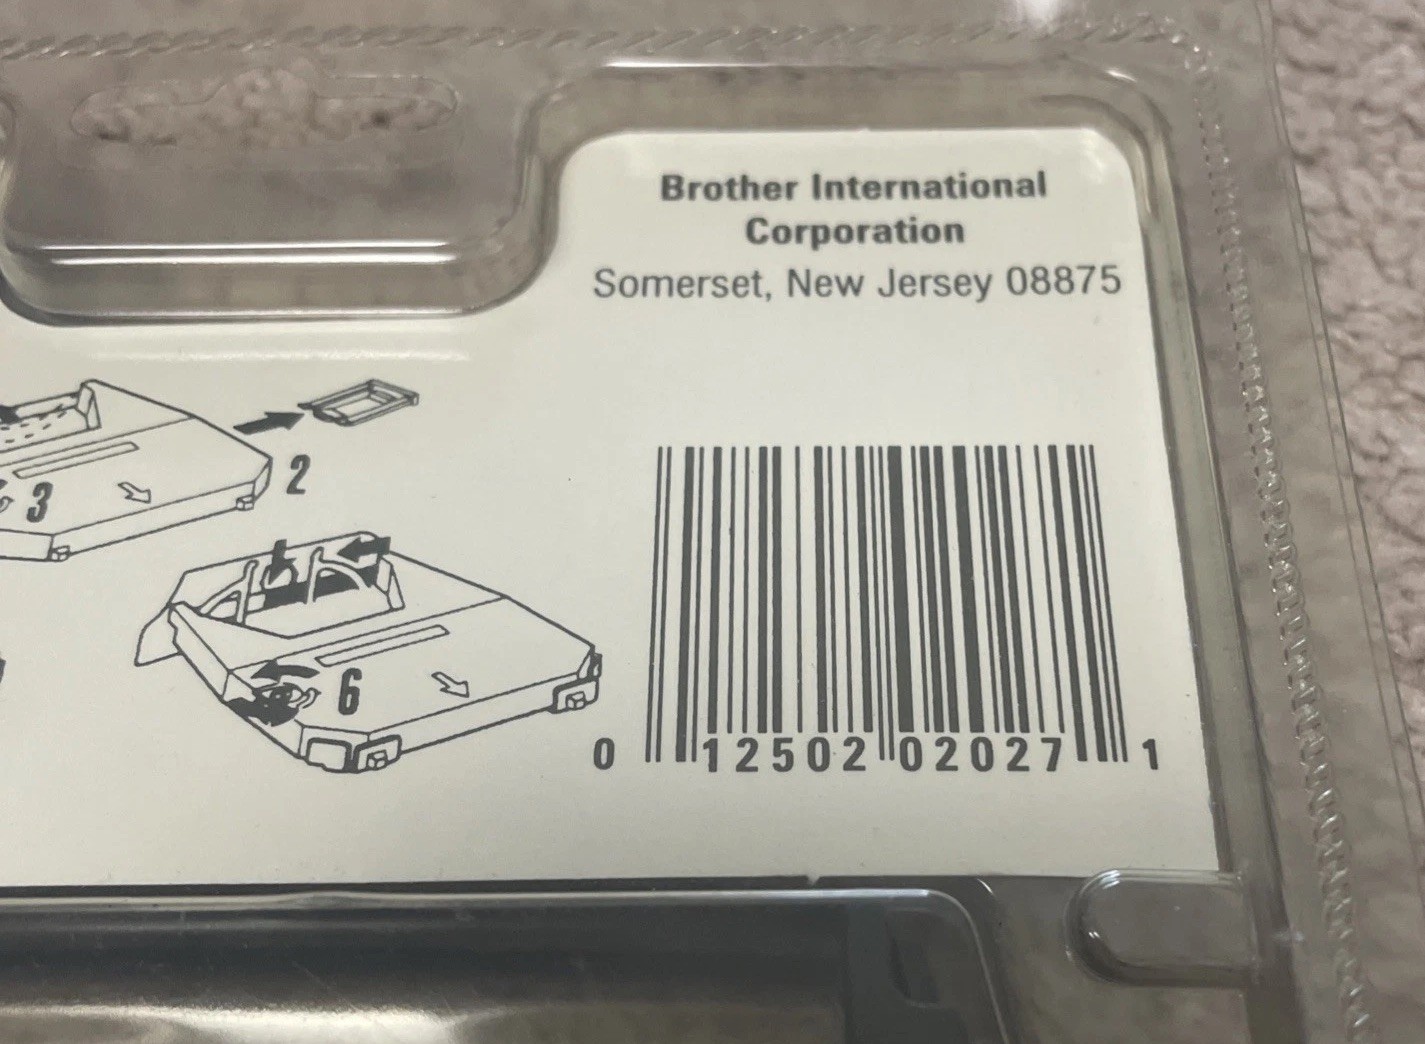 Brother International
Corporation
Somerset, New Jersey 08875
2
3
6
0 12502 02027 1